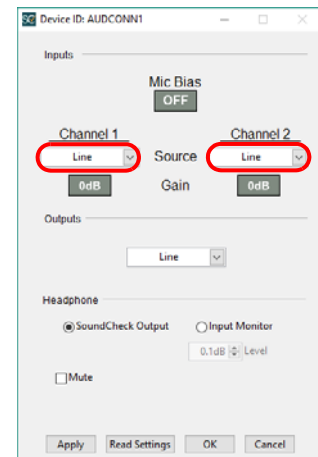 SC Device ID: AUDCONN1
Inputs
Mic Bias
OFF
Channel 1 Channel 2
Line Source Line
0dB Gain 0dB
Outputs
Line
Headphone
SoundCheck Output Input Monitor
0.1dB Level
Mute
Apply Read Settings OK Cancel